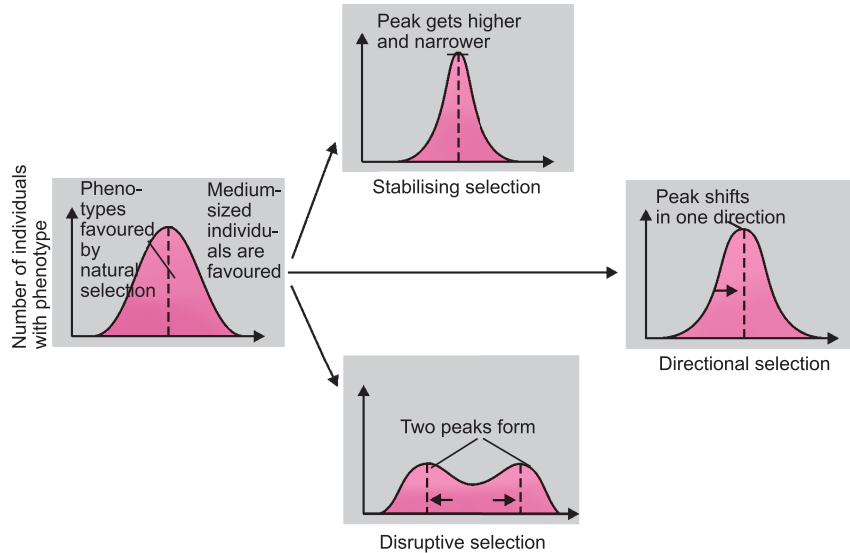 Peak gets higher
and narrower
Stabilising selection
Number of individuals
with phenotype
Pheno-
types
favoured
by
natural
selection
Medium-
sized
individu-
als are
favoured
Peak shifts
in one direction
Directional selection
Two peaks form
Disruptive selection